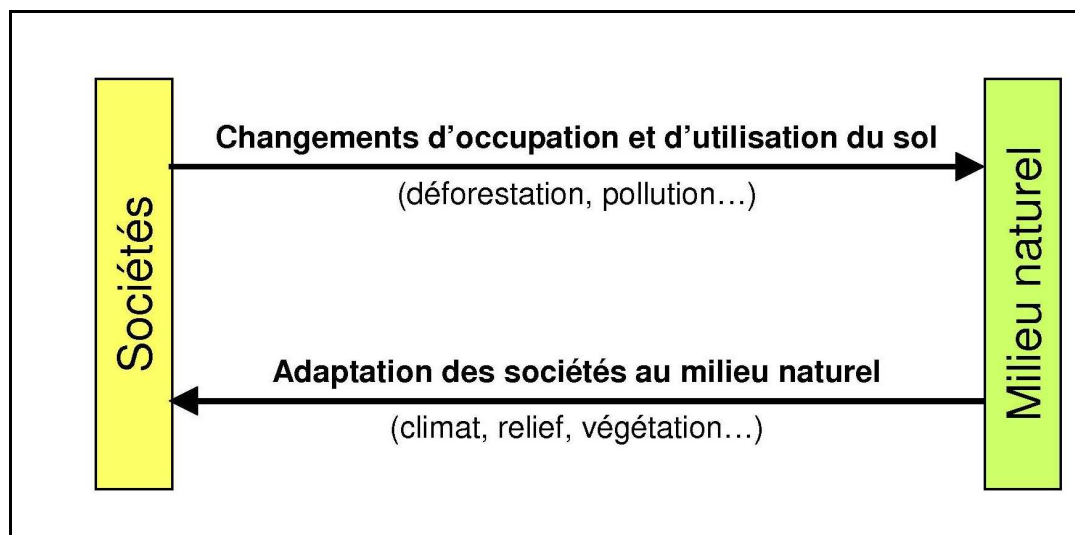 Sociétés
Changements d’occupation et d’utilisation du sol
(déforestation, pollution…)
Adaptation des sociétés au milieu naturel
(climat, relief, végétation…)
Milieu naturel